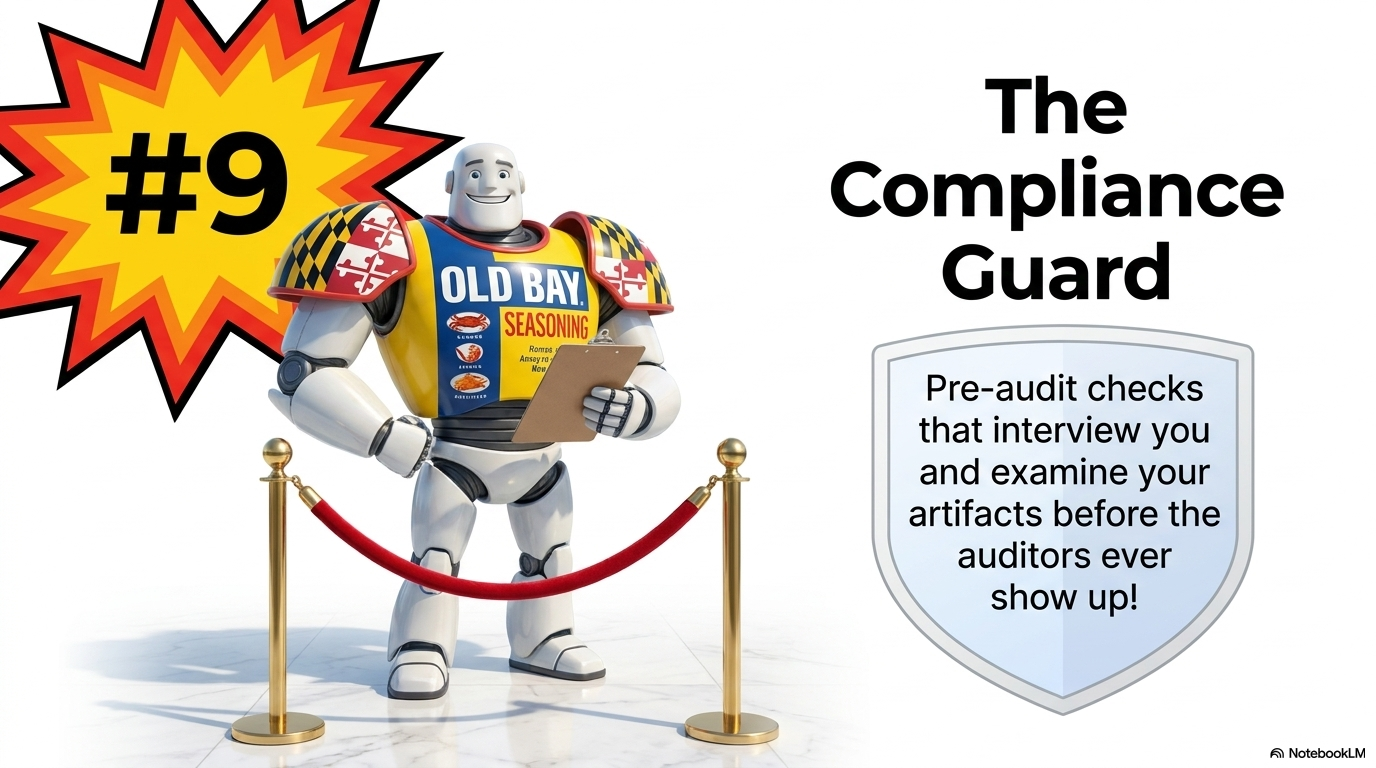 #9
The
Compliance
Guard
OLD BAY
SEASONING
Pre-audit checks
that interview you
and examine your
artifacts before the
auditors ever
show up!
NotebookLM